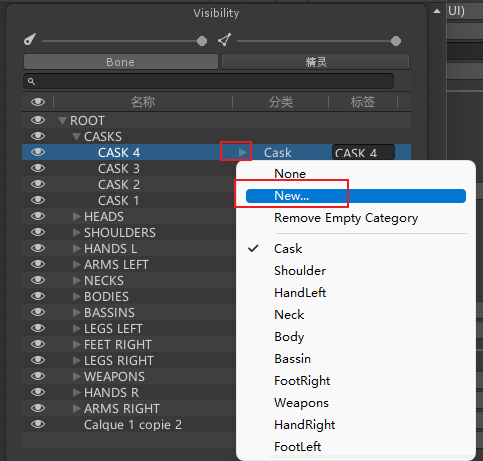 Visibility
UI)
Bone 精灵
名称 分类 标签
ROOT
CASKS
CASK 4 Cask CASK 4
CASK 3
CASK 2
CASK 1
HEADS
SHOULDERS
HANDS L
ARMS LEFT
NECKS
BODIES
BASSINS
LEGS LEFT
FEET RIGHT
LEGS RIGHT
WEAPONS
HANDS R
ARMS RIGHT
Calque 1 copie 2
None
New...
Remove Empty Category
Cask
Shoulder
HandLeft
Neck
Body
Bassin
FootRight
Weapons
HandRight
FootLeft